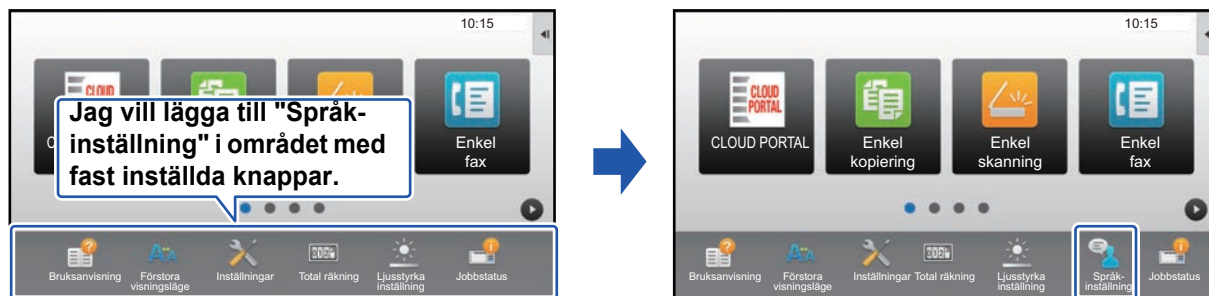 10:15
CLOUD
Jag vill lägga till "Språk-
inställning" i området med
fast inställda knappar.
Enkel
fax
Bruksanvisning
Förstora
visningsläge
Inställningar
Total räkning
Ljusstyrka
inställning
Jobbstatus
10:15
CLOUD
PORTAL
CLOUD PORTAL
Enkel
kopiering
Enkel
skanning
Enkel
fax
Bruksanvisning
Förstora
visningsläge
Inställningar
Total räkning
Ljusstyrka
inställning
Språk-
inställning
Jobbstatus